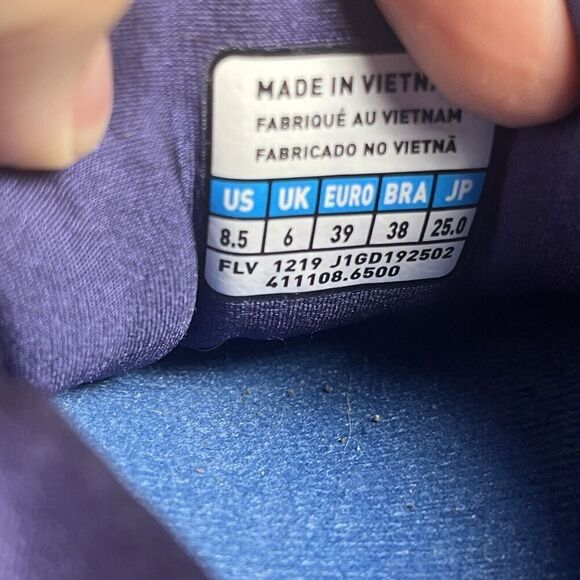 MADE IN VIETN
FABRIQUÉ AU VIETNAM
FABRICADO NO VIETNÃ
US UK EURO BRA JP
8.5 6 39 38 25.0
FLV 1219 J1GD192502
411108.6500